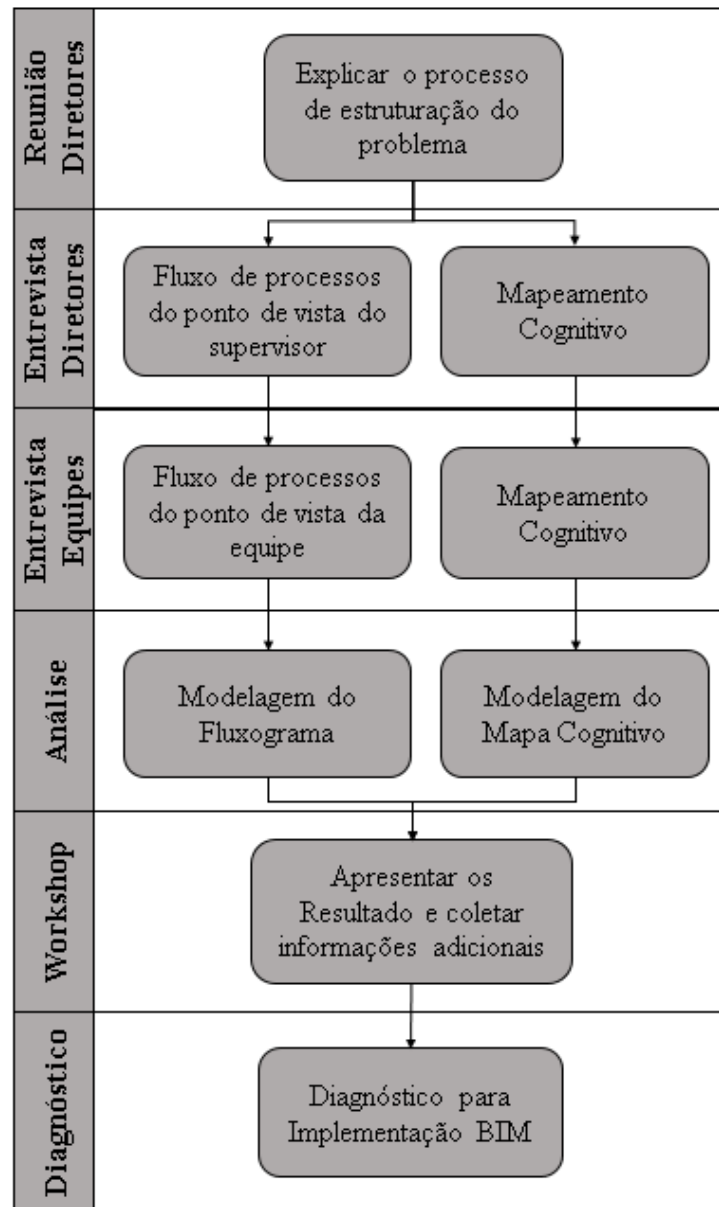 Reunião
Diretores
Explicar o processo
de estruturação do
problema
Entrevista
Diretores
Fluxo de processos
do ponto de vista do
supervisor
Mapeamento
Cognitivo
Entrevista
Equipes
Fluxo de processos
do ponto de vista da
equipe
Mapeamento
Cognitivo
Análise
Modelagem do
Fluxograma
Modelagem do
Mapa Cognitivo
Workshop
Apresentar os
Resultado e coletar
informações adicionais
Diagnóstico
Diagnóstico para
Implementação BIM